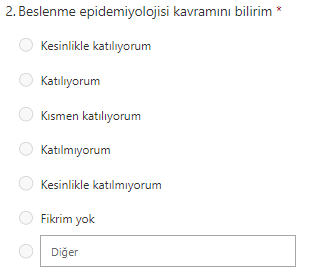 2. Beslenme epidemiyolojisi kavramını bilirim *
Kesinlikle katılıyorum
Katılıyorum
Kısmen katılıyorum
Katılmıyorum
Kesinlikle katılmıyorum
Fikrim yok
Diğer